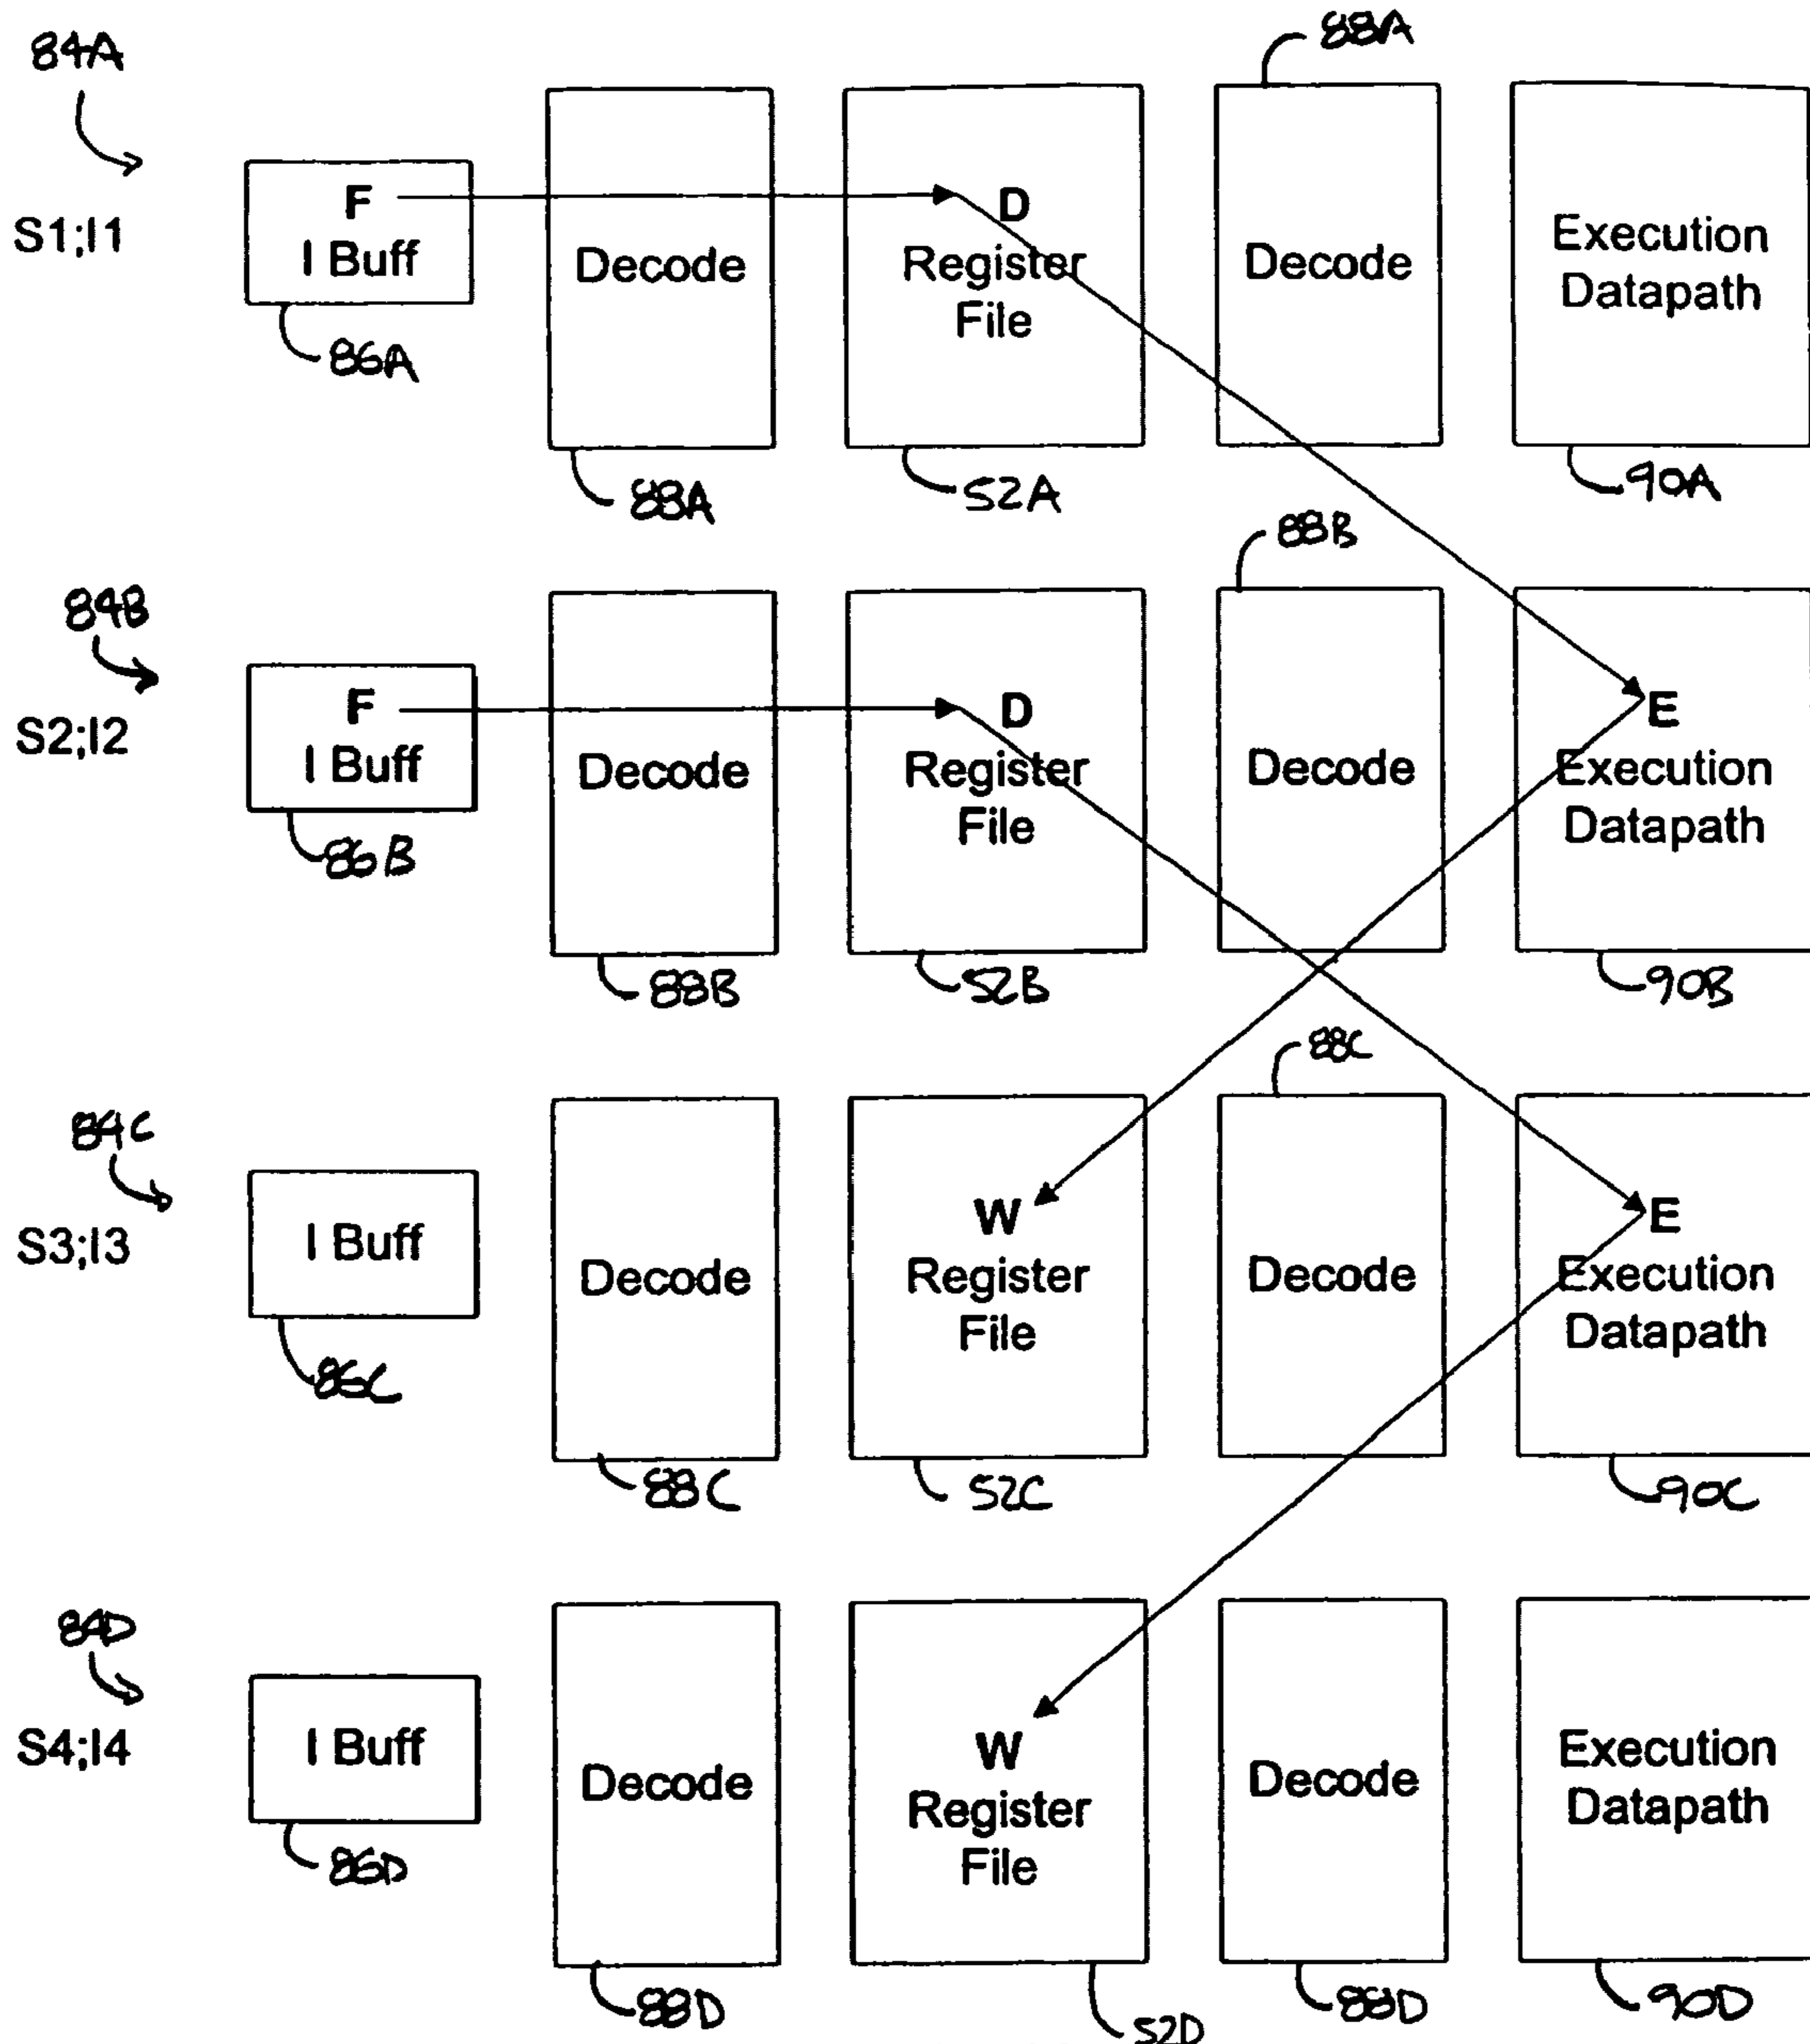 84A
88A
S1;I1
F
I Buff
Decode
D
Register
File
Decode
Execution
Datapath
86A
88A
52A
90A
88B
84B
S2;I2
F
I Buff
Decode
D
Register
File
Decode
E
Execution
Datapath
86B
88B
52B
90B
88C
84C
S3;I3
I Buff
Decode
W
Register
File
Decode
E
Execution
Datapath
86C
88C
52C
90C
84D
S4;I4
I Buff
Decode
W
Register
File
Decode
Execution
Datapath
86D
88D
52D
88D
90D